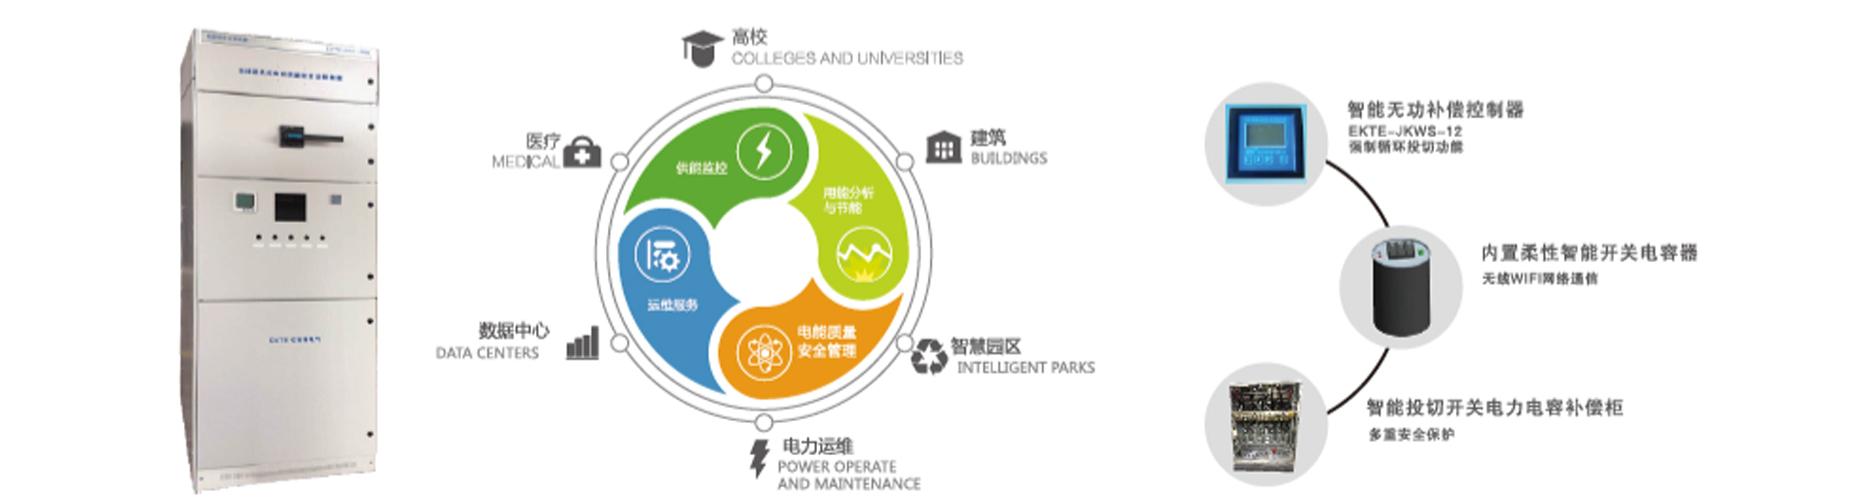 高校
COLLEGES AND UNIVERSITIES
医疗
MEDICAL
建筑
BUILDINGS
供能监控
用能分析
与节能
运维服务
电能质量
安全管理
数据中心
DATA CENTERS
智慧园区
INTELLIGENT PARKS
电力运维
POWER OPERATE
AND MAINTENANCE
智能无功补偿控制器
EKTE-JKWS-12
强制循环投切功能
内置柔性智能开关电容器
无线WIFI网络通信
智能投切开关电力电容补偿柜
多重安全保护